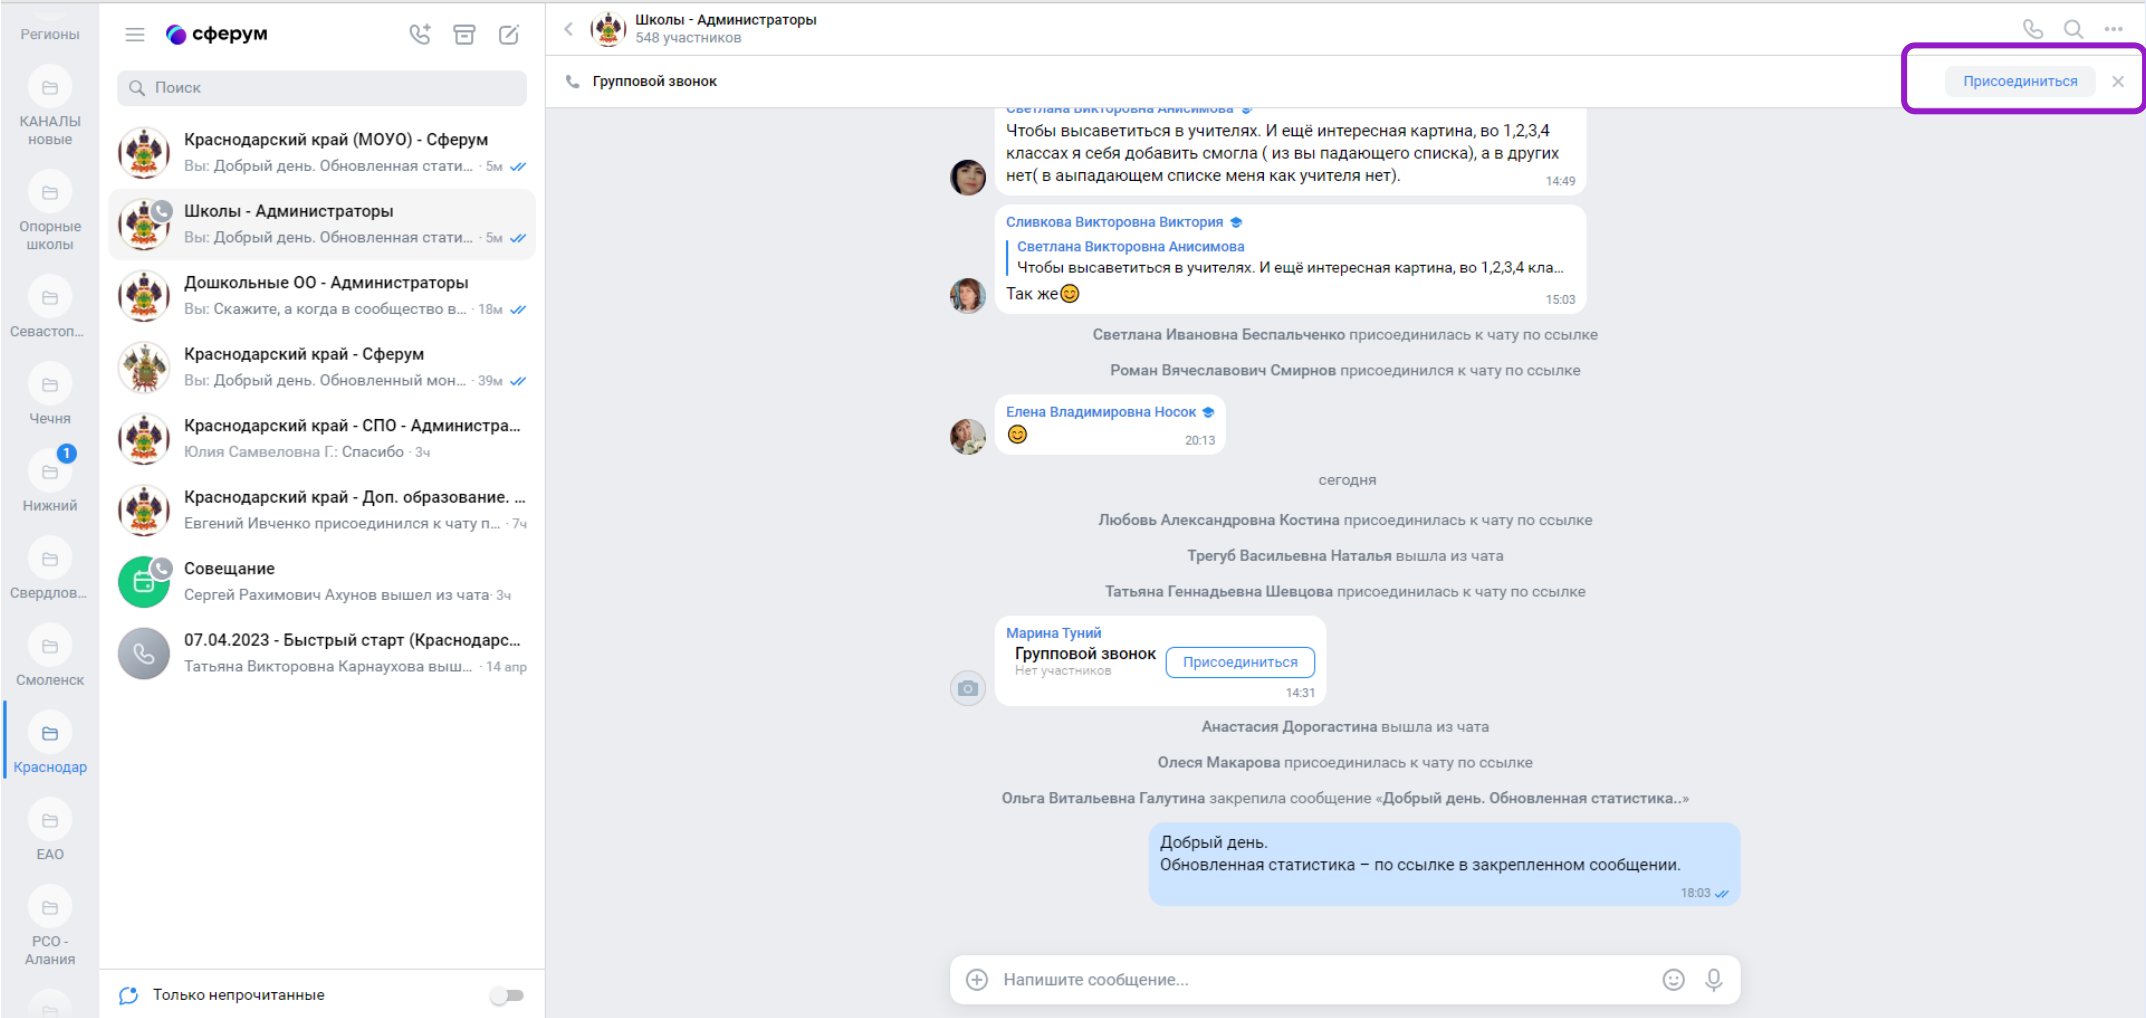 Регионы
КАНАЛЫ
новые
Опорные
школы
Севастоп...
Чечня
1
Нижний
Свердлов...
Смоленск
Краснодар
ЕАО
РСО -
Алания
сферум
Поиск
Краснодарский край (МОУО) - Сферум
Вы: Добрый день. Обновленная стати... · 5м
Школы - Администраторы
Вы: Добрый день. Обновленная стати... · 5м
Дошкольные ОО - Администраторы
Вы: Скажите, а когда в сообщество в... · 18м
Краснодарский край - Сферум
Вы: Добрый день. Обновленный мон... · 39м
Краснодарский край - СПО - Администра...
Юлия Самвеловна Г.: Спасибо · 3ч
Краснодарский край - Доп. образование. ...
Евгений Ивченко присоединился к чату п... · 7ч
Совещание
Сергей Рахимович Ахунов вышел из чата · 3ч
07.04.2023 - Быстрый старт (Краснодарс...
Татьяна Викторовна Карнаухова выш... · 14 апр
Только непрочитанные
Школы - Администраторы
548 участников
Групповой звонок
Присоединиться
Светлана Викторовна Анисимова
Чтобы высаветиться в учителях. И ещё интересная картина, во 1,2,3,4
классах я себя добавить смогла ( из вы падающего списка), а в других
нет( в аыпадающем списке меня как учителя нет).
14:49
Сливкова Викторовна Виктория
Светлана Викторовна Анисимова
Чтобы высаветиться в учителях. И ещё интересная картина, во 1,2,3,4 кла...
Так же😊
15:03
Светлана Ивановна Беспальченко присоединилась к чату по ссылке
Роман Вячеславович Смирнов присоединился к чату по ссылке
Елена Владимировна Носок
😊
20:13
сегодня
Любовь Александровна Костина присоединилась к чату по ссылке
Трегуб Васильевна Наталья вышла из чата
Татьяна Геннадьевна Шевцова присоединилась к чату по ссылке
Марина Туний
Групповой звонок
Нет участников
Присоединиться
14:31
Анастасия Дорогастина вышла из чата
Олеся Макарова присоединилась к чату по ссылке
Ольга Витальевна Галутина закрепила сообщение «Добрый день. Обновленная статистика..»
Добрый день.
Обновленная статистика – по ссылке в закрепленном сообщении.
18:03
Напишите сообщение...